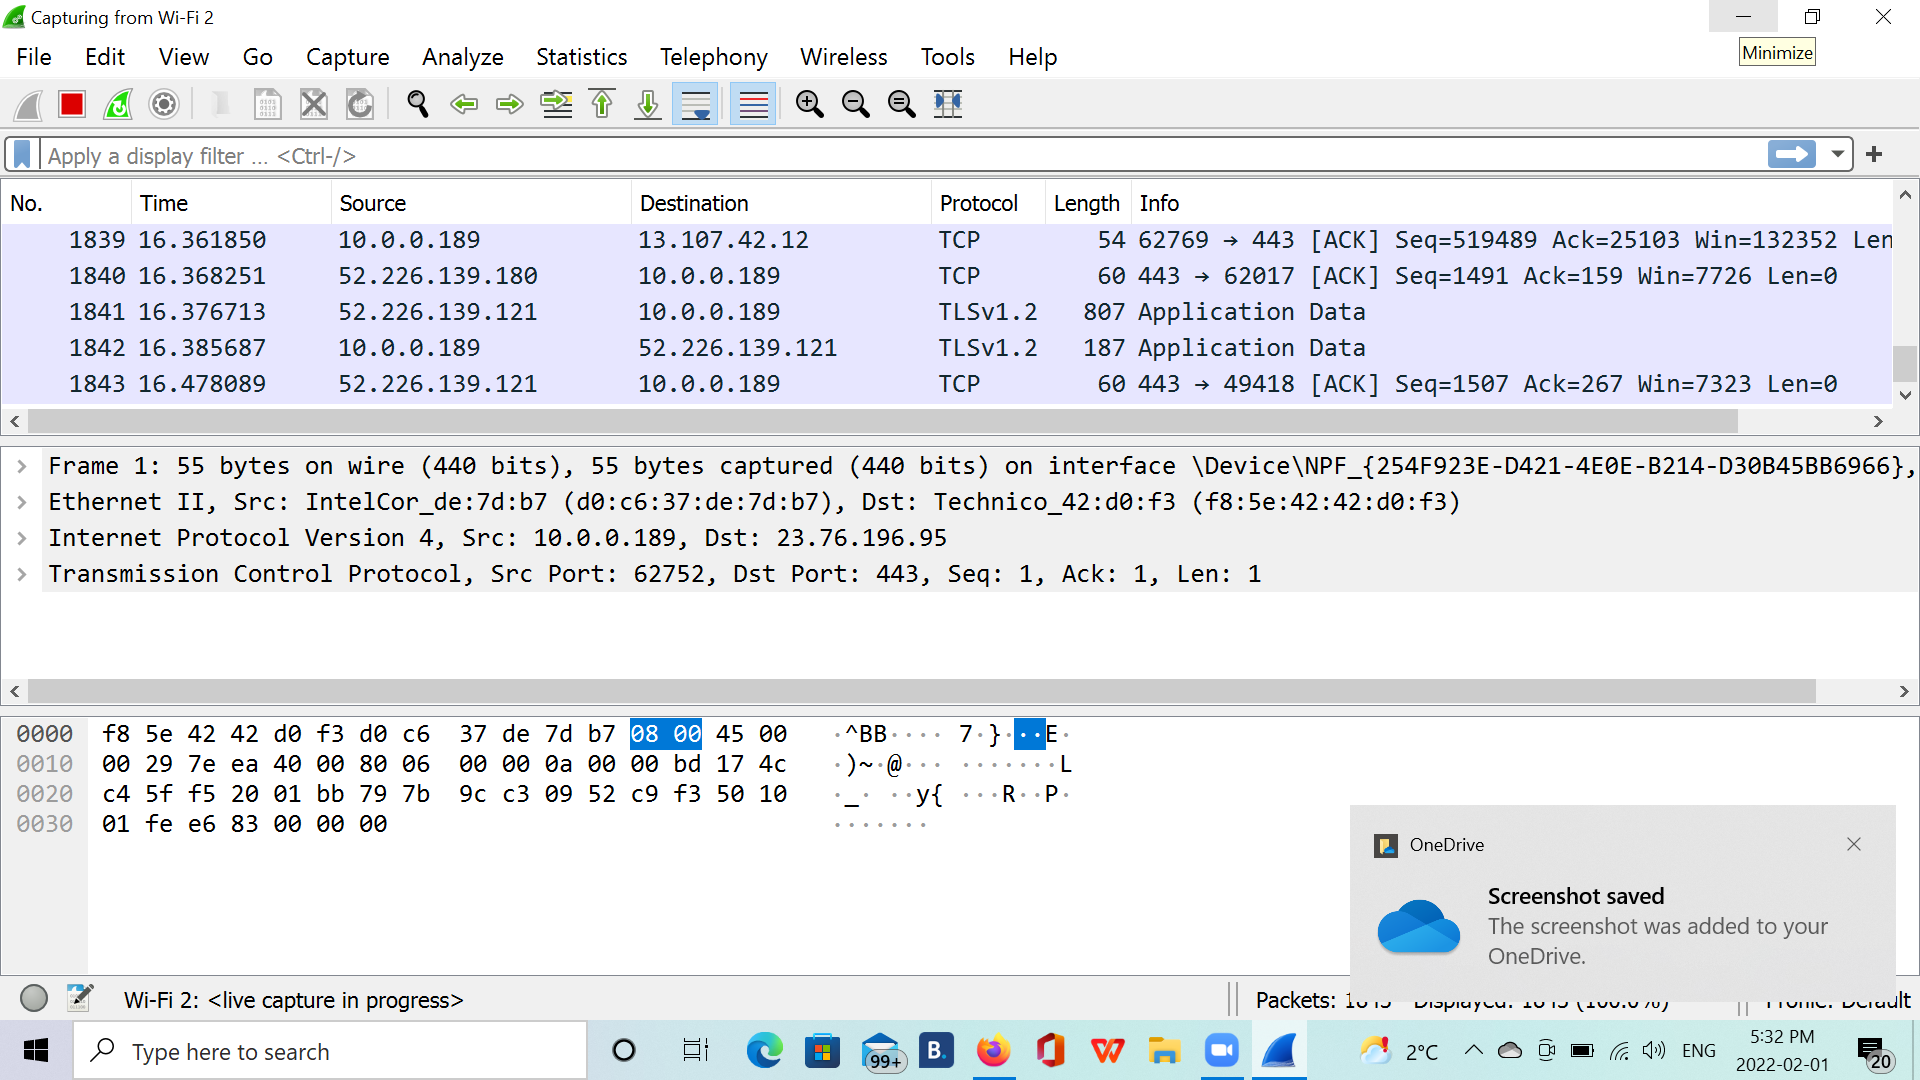 Capturing from Wi-Fi 2
Minimize
File Edit View Go Capture Analyze Statistics Telephony Wireless Tools Help
Apply a display filter ... <Ctrl-/>
No. Time Source Destination Protocol Length Info
1839 16.361850 10.0.0.189 13.107.42.12 TCP 54 62769 → 443 [ACK] Seq=519489 Ack=25103 Win=132352 Len
1840 16.368251 52.226.139.180 10.0.0.189 TCP 60 443 → 62017 [ACK] Seq=1491 Ack=159 Win=7726 Len=0
1841 16.376713 52.226.139.121 10.0.0.189 TLSv1.2 807 Application Data
1842 16.385687 10.0.0.189 52.226.139.121 TLSv1.2 187 Application Data
1843 16.478089 52.226.139.121 10.0.0.189 TCP 60 443 → 49418 [ACK] Seq=1507 Ack=267 Win=7323 Len=0
Frame 1: 55 bytes on wire (440 bits), 55 bytes captured (440 bits) on interface \Device\NPF_{254F923E-D421-4E0E-B214-D30B45BB6966},
Ethernet II, Src: IntelCor_de:7d:b7 (d0:c6:37:de:7d:b7), Dst: Technico_42:d0:f3 (f8:5e:42:42:d0:f3)
Internet Protocol Version 4, Src: 10.0.0.189, Dst: 23.76.196.95
Transmission Control Protocol, Src Port: 62752, Dst Port: 443, Seq: 1, Ack: 1, Len: 1
0000 f8 5e 42 42 d0 f3 d0 c6 37 de 7d b7 08 00 45 00 ·^BB···· 7·}···E·
0010 00 29 7e ea 40 00 80 06 00 00 0a 00 00 bd 17 4c ·)~·@··· ·······L
0020 c4 5f f5 20 01 bb 79 7b 9c c3 09 52 c9 f3 50 10 ·_· ··y{ ···R··P·
0030 01 fe e6 83 00 00 00 ·······
OneDrive
Screenshot saved
The screenshot was added to your
OneDrive.
Wi-Fi 2: <live capture in progress>
Packets: 1843 · Displayed: 1843 (100.0%)
Profile: Default
Type here to search
99+
B.
2°C
ENG
5:32 PM
2022-02-01
20